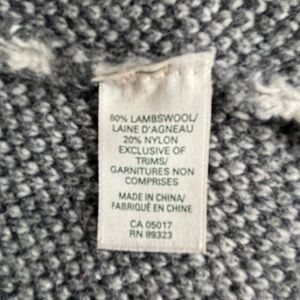 80% LAMBSWOOL/
LAINE D'AGNEAU
20% NYLON
EXCLUSIVE OF
TRIMS/
GARNITURES NON
COMPRISES
MADE IN CHINA/
FABRIQUÉ EN CHINE
CA 05017
RN 89323